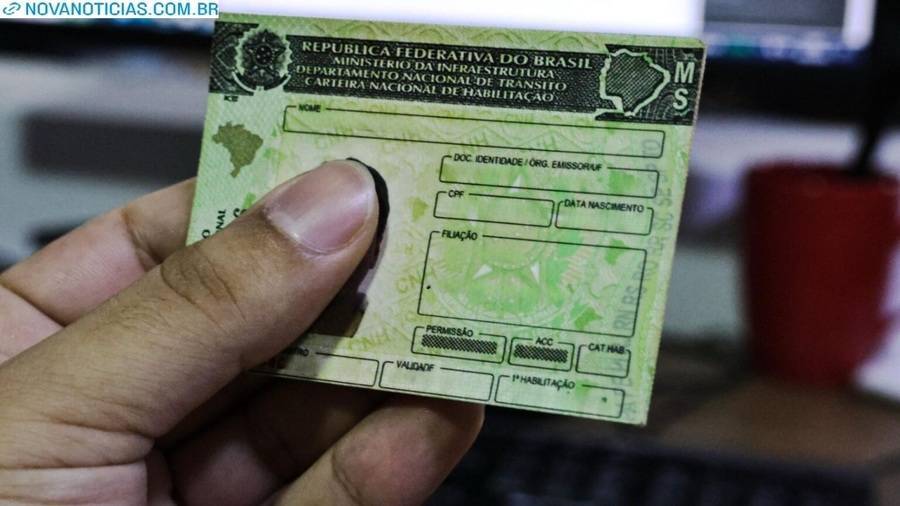 NOVANOTICIAS.COM.BR
REPÚBLICA FEDERATIVA DO BRASIL
MINISTÉRIO DA INFRAESTRUTURA
DEPARTAMENTO NACIONAL DE TRÂNSITO
CARTEIRA NACIONAL DE HABILITAÇÃO
MS
NOME
DOC. IDENTIDADE / ÓRG. EMISSOR/UF
CPF
DATA NASCIMENTO
FILIAÇÃO
PERMISSÃO
ACC
CAT.HAB
VALIDADE
1ª HABILITAÇÃO